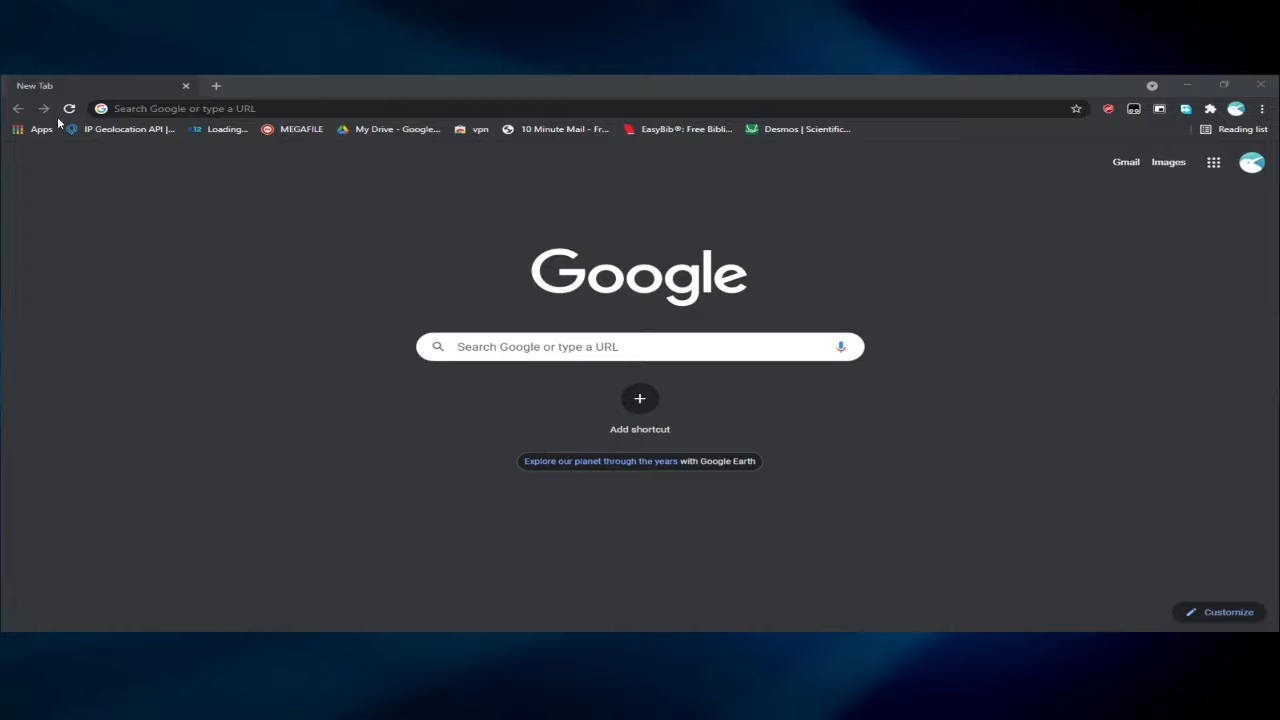 New Tab
Search Google or type a URL
Apps IP Geolocation API |... Loading... MEGAFILE My Drive - Google... vpn 10 Minute Mail - Fr... EasyBib®: Free Bibli... Desmos | Scientific... Reading list
Gmail Images
Google
Search Google or type a URL
Add shortcut
Explore our planet through the years with Google Earth
Customize